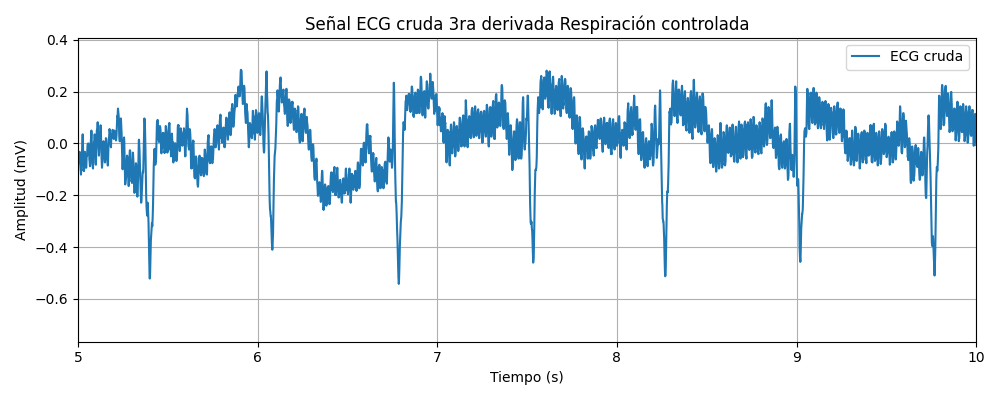 Señal ECG cruda 3ra derivada Respiración controlada
ECG cruda
Amplitud (mV)
0.4
0.2
0.0
−0.2
−0.4
−0.6
5 6 7 8 9 10
Tiempo (s)